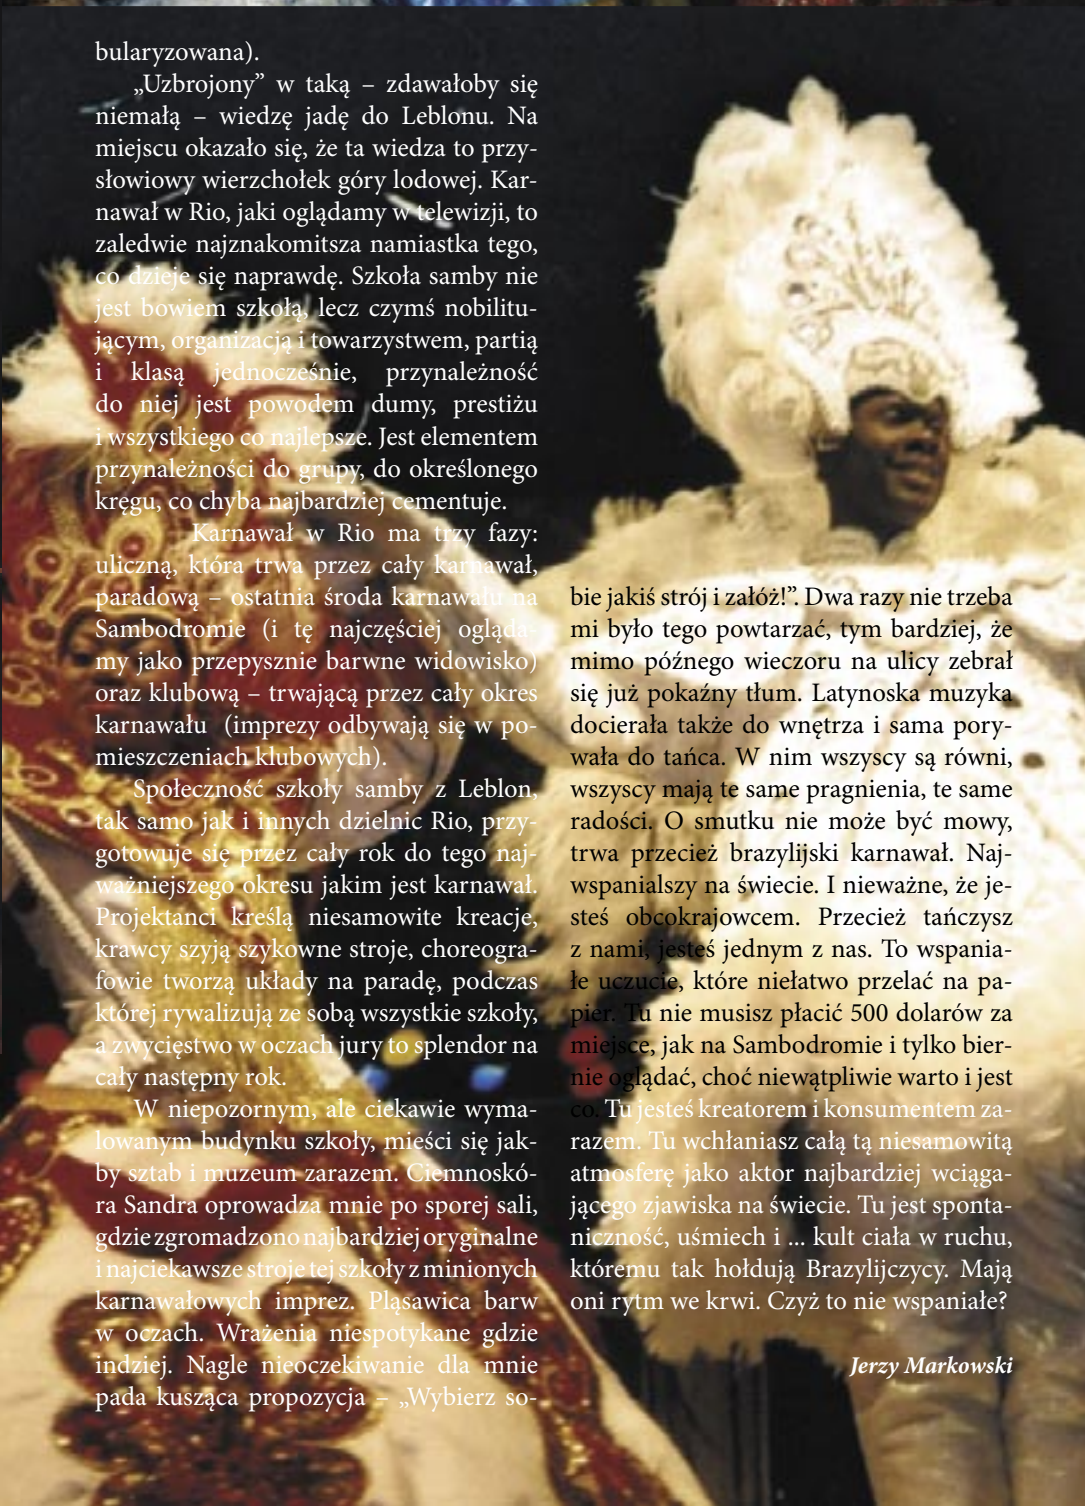 bularyzowana).
„Uzbrojony” w taką – zdawałoby się
niemałą – wiedzę jadę do Leblonu. Na
miejscu okazało się, że ta wiedza to przy-
słowiowy wierzchołek góry lodowej. Kar-
nawał w Rio, jaki oglądamy w telewizji, to
zaledwie najznakomitsza namiastka tego,
co dzieje się naprawdę. Szkoła samby nie
jest bowiem szkołą, lecz czymś nobilitu-
jącym, organizacją i towarzystwem, partią
i klasą jednocześnie, przynależność
do niej jest powodem dumy, prestiżu
i wszystkiego co najlepsze. Jest elementem
przynależności do grupy, do określonego
kręgu, co chyba najbardziej cementuje.
Karnawał w Rio ma trzy fazy:
uliczną, która trwa przez cały karnawał,
paradową – ostatnia środa karnawału na
Sambodromie (i tę najczęściej ogląda-
my jako przepysznie barwne widowisko)
oraz klubową – trwającą przez cały okres
karnawału (imprezy odbywają się w po-
mieszczeniach klubowych).
Społeczność szkoły samby z Leblon,
tak samo jak i innych dzielnic Rio, przy-
gotowuje się przez cały rok do tego naj-
ważniejszego okresu jakim jest karnawał.
Projektanci kreślą niesamowite kreacje,
krawcy szyją szykowne stroje, choreogra-
fowie tworzą układy na paradę, podczas
której rywalizują ze sobą wszystkie szkoły,
a zwycięstwo w oczach jury to splendor na
cały następny rok.
W niepozornym, ale ciekawie wyma-
lowanym budynku szkoły, mieści się jak-
by sztab i muzeum zarazem. Ciemnoskó-
ra Sandra oprowadza mnie po sporej sali,
gdzie zgromadzono najbardziej oryginalne
i najciekawsze stroje tej szkoły z minionych
karnawałowych imprez. Pląsawica barw
w oczach. Wrażenia niespotykane gdzie
indziej. Nagle nieoczekiwanie dla mnie
pada kusząca propozycja – „Wybierz so-
bie jakiś strój i załóż!”. Dwa razy nie trzeba
mi było tego powtarzać, tym bardziej, że
mimo późnego wieczoru na ulicy zebrał
się już pokaźny tłum. Latynoska muzyka
docierała także do wnętrza i sama pory-
wała do tańca. W nim wszyscy są równi,
wszyscy mają te same pragnienia, te same
radości. O smutku nie może być mowy,
trwa przecież brazylijski karnawał. Naj-
wspanialszy na świecie. I nieważne, że je-
steś obcokrajowcem. Przecież tańczysz
z nami, jesteś jednym z nas. To wspania-
łe uczucie, które niełatwo przelać na pa-
pier. Tu nie musisz płacić 500 dolarów za
miejsce, jak na Sambodromie i tylko bier-
nie oglądać, choć niewątpliwie warto i jest
co. Tu jesteś kreatorem i konsumentem za-
razem. Tu wchłaniasz całą tą niesamowitą
atmosferę jako aktor najbardziej wciąga-
jącego zjawiska na świecie. Tu jest sponta-
niczność, uśmiech i ... kult ciała w ruchu,
któremu tak hołdują Brazylijczycy. Mają
oni rytm we krwi. Czyż to nie wspaniałe?
Jerzy Markowski